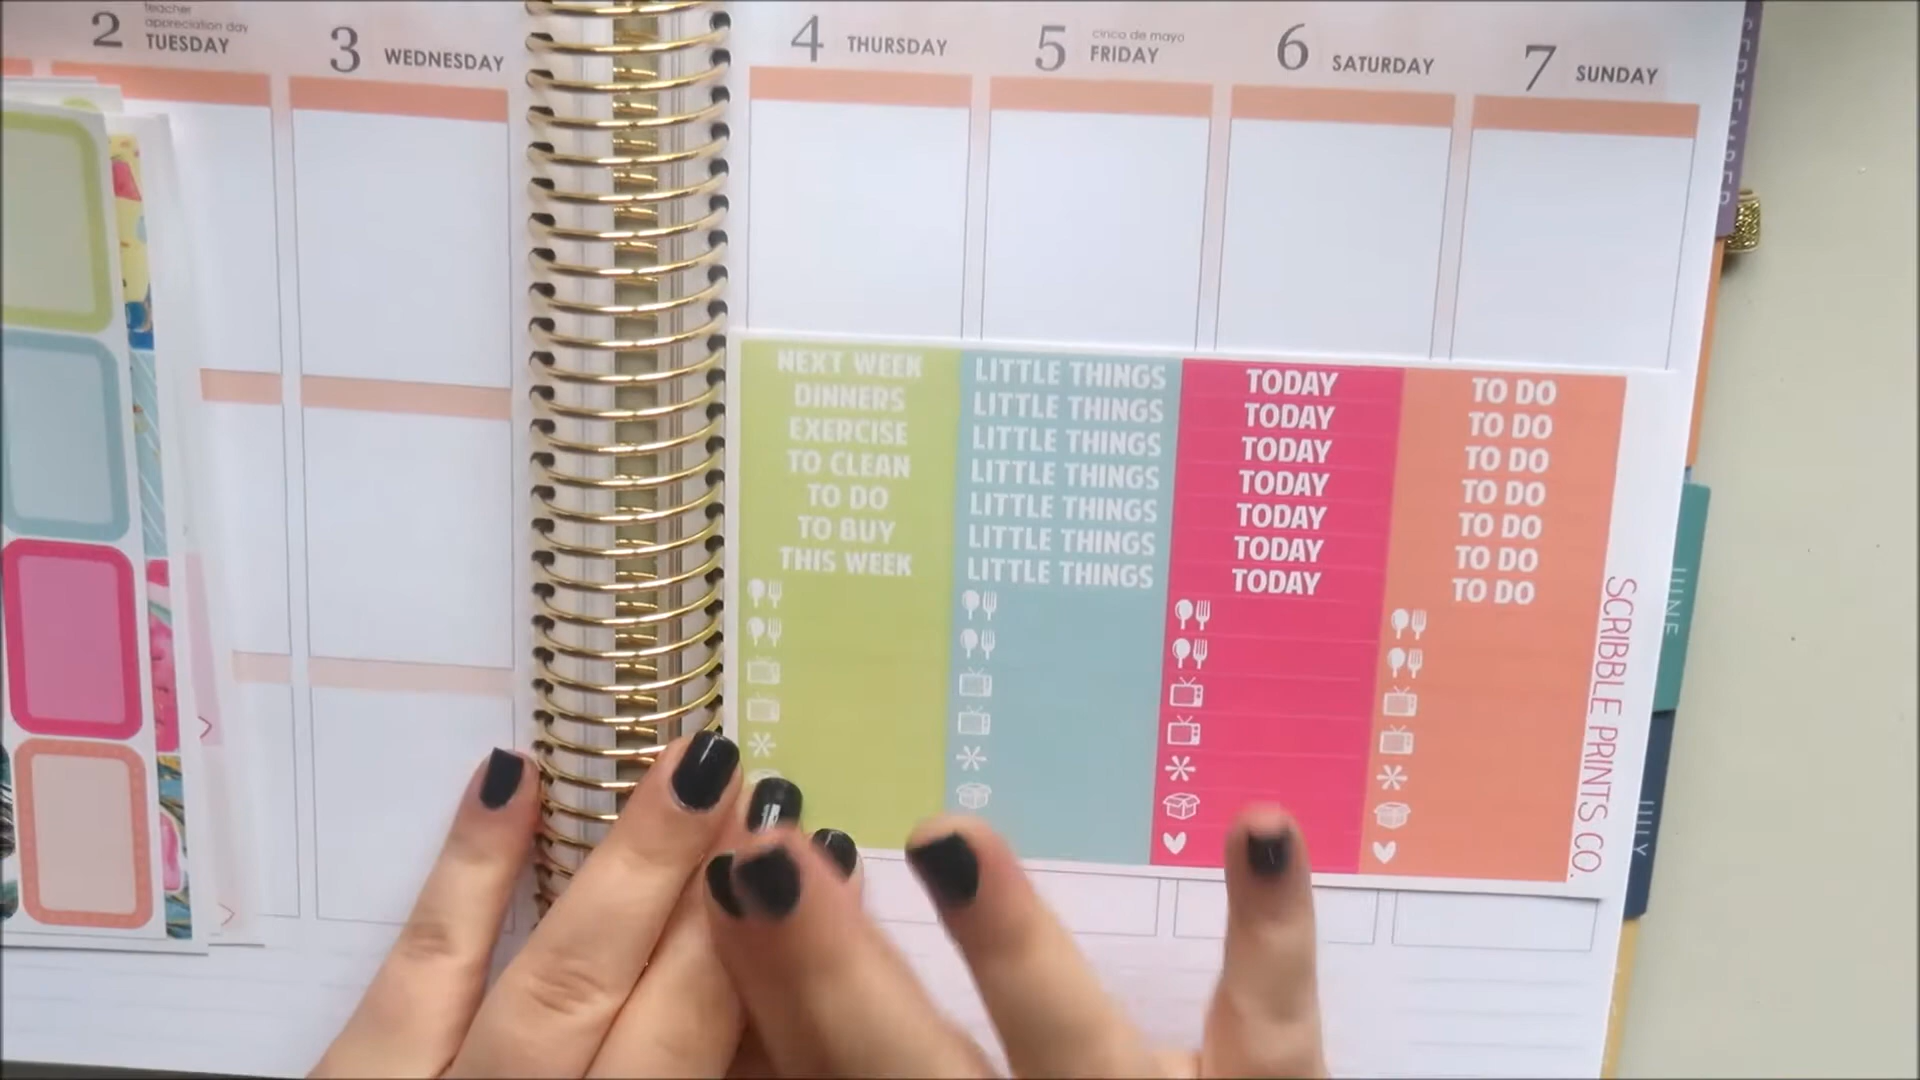 2
teacher
appreciation day
TUESDAY
3 WEDNESDAY
4 THURSDAY
5
cinco de mayo
FRIDAY
6 SATURDAY
7 SUNDAY
SEPTEMBER
NEXT WEEK
DINNERS
EXERCISE
TO CLEAN
TO DO
TO BUY
THIS WEEK
LITTLE THINGS
LITTLE THINGS
LITTLE THINGS
LITTLE THINGS
LITTLE THINGS
LITTLE THINGS
LITTLE THINGS
TODAY
TODAY
TODAY
TODAY
TODAY
TODAY
TODAY
TO DO
TO DO
TO DO
TO DO
TO DO
TO DO
TO DO
SCRIBBLE PRINTS CO.
JUNE
JULY